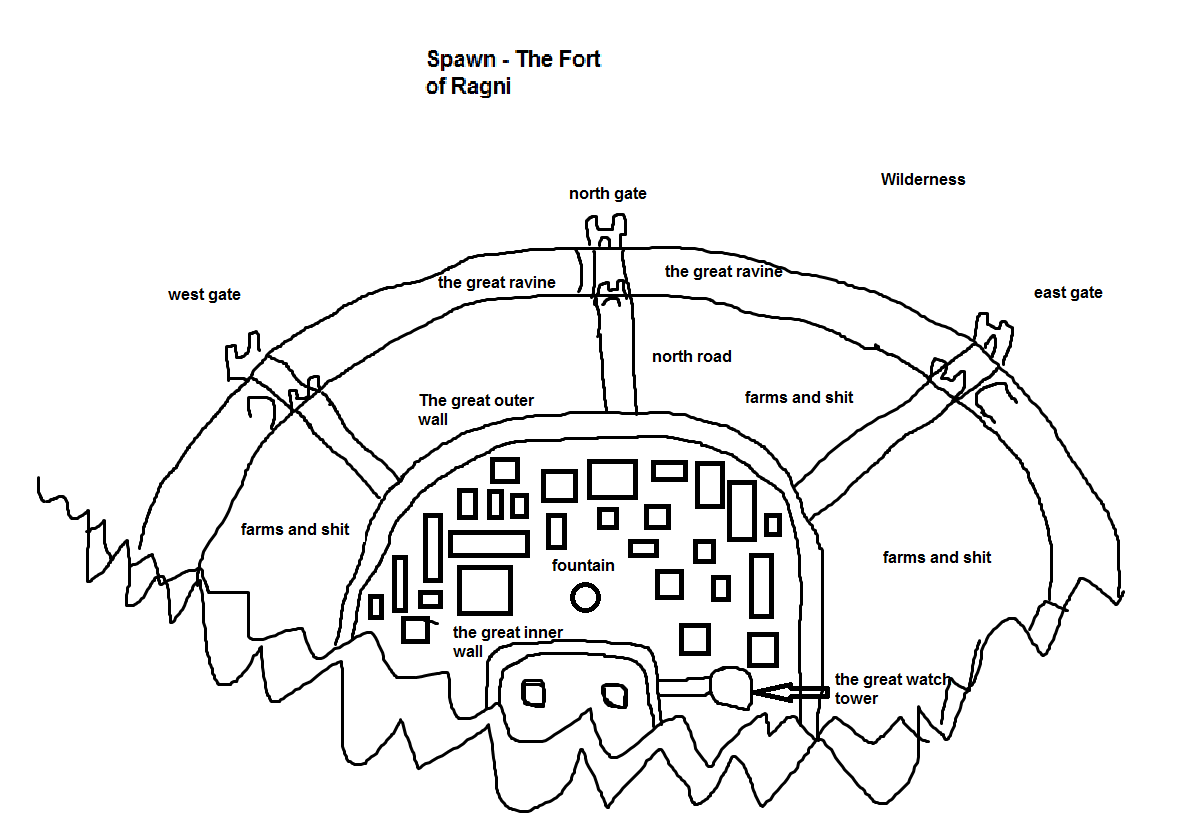 Spawn - The Fort
of Ragni
Wilderness
north gate
the great ravine
the great ravine
west gate
east gate
north road
The great outer
wall
farms and shit
farms and shit
farms and shit
fountain
the great inner
wall
the great watch
tower